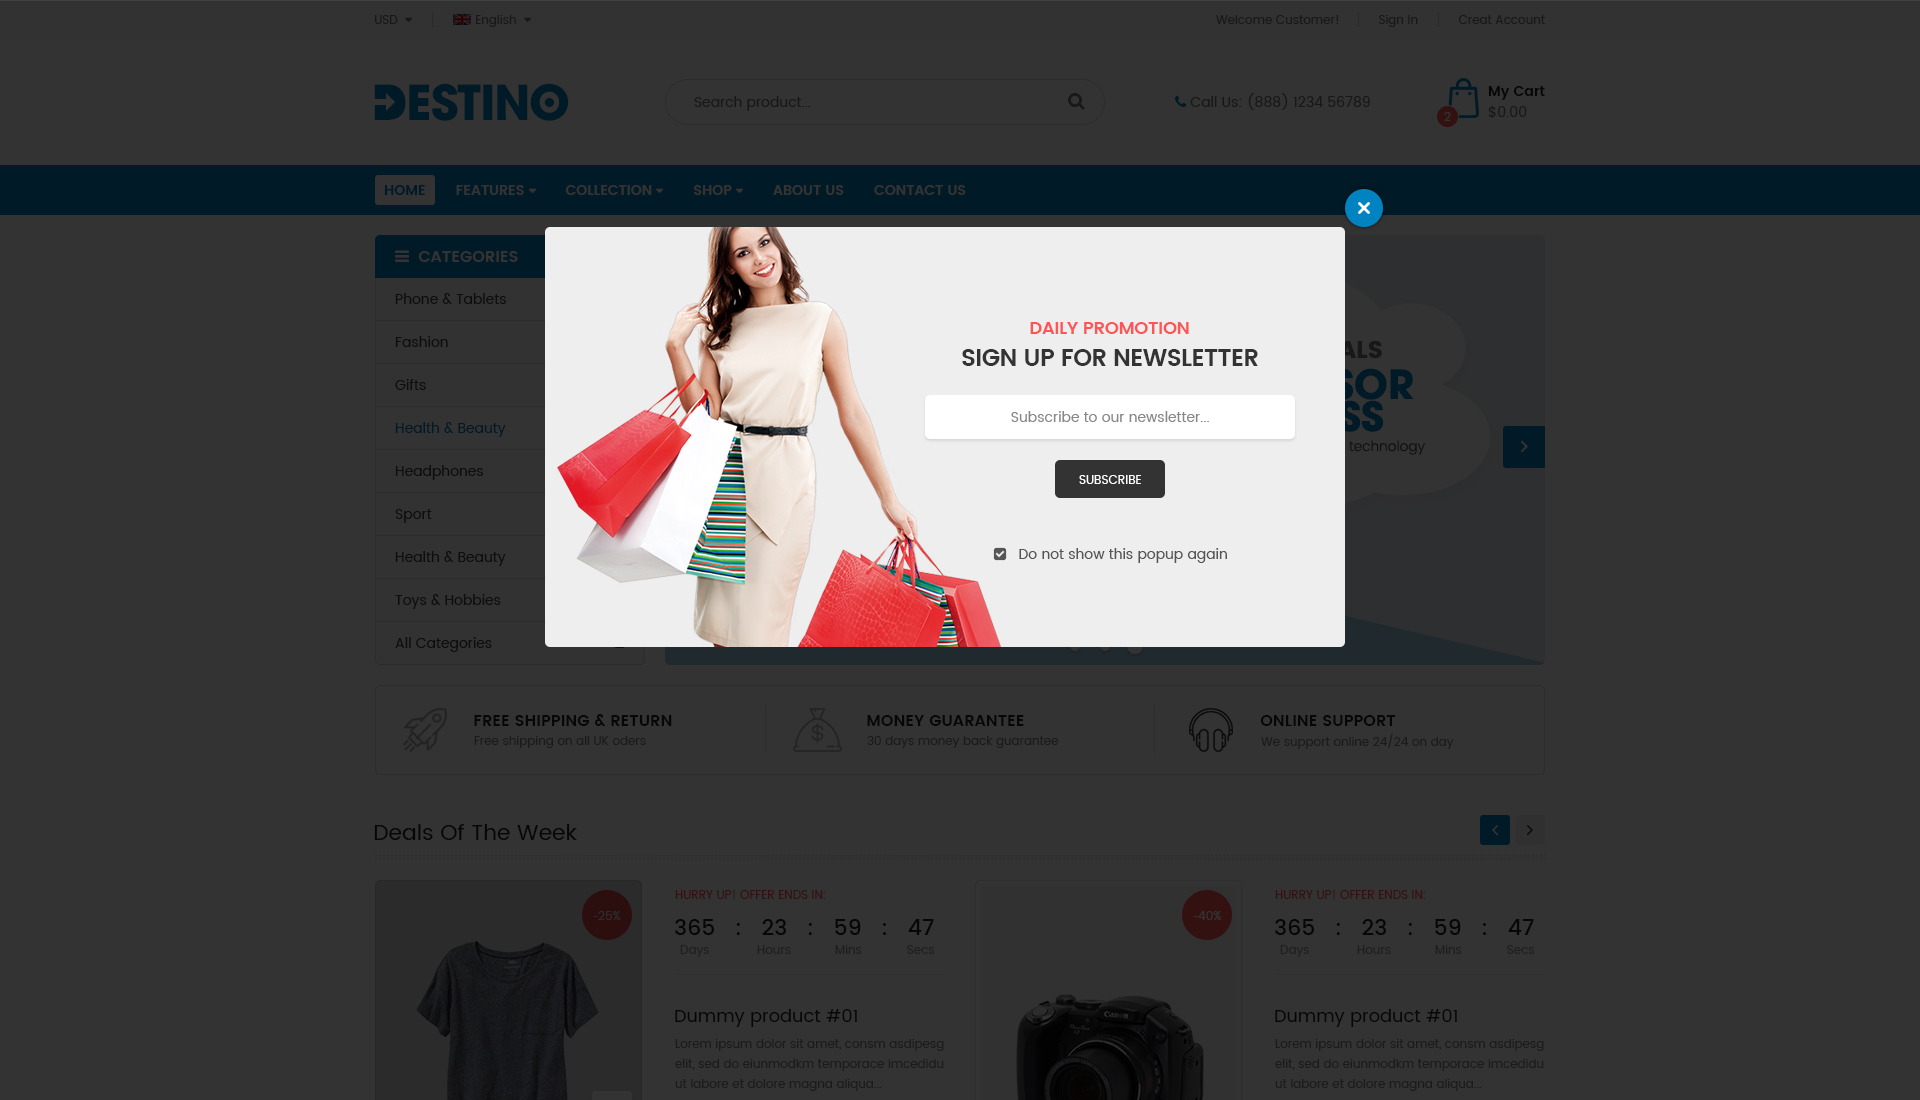 USD
English
Welcome Customer!
Sign In
Creat Account
DESTINO
Search product...
Call Us: (888) 1234 56789
My Cart
$0.00
2
HOME
FEATURES
COLLECTION
SHOP
ABOUT US
CONTACT US
CATEGORIES
Phone & Tablets
Fashion
Gifts
Health & Beauty
Headphones
Sport
Health & Beauty
Toys & Hobbies
All Categories
DAILY PROMOTION
SIGN UP FOR NEWSLETTER
Subscribe to our newsletter...
SUBSCRIBE
Do not show this popup again
ALS
SOR
SS
technology
FREE SHIPPING & RETURN
Free shipping on all UK oders
MONEY GUARANTEE
30 days money back guarantee
ONLINE SUPPORT
We support online 24/24 on day
Deals Of The Week
-25%
HURRY UP! OFFER ENDS IN:
365 : 23 : 59 : 47
Days Hours Mins Secs
Dummy product #01
Lorem ipsum dolor sit amet, consm asdipesg
elit, sed do eiunmodkm temporace imcedidu
ut labore et dolore magna aliqua...
-40%
Canon
HURRY UP! OFFER ENDS IN:
365 : 23 : 59 : 47
Days Hours Mins Secs
Dummy product #01
Lorem ipsum dolor sit amet, consm asdipesg
elit, sed do eiunmodkm temporace imcedidu
ut labore et dolore magna aliqua...